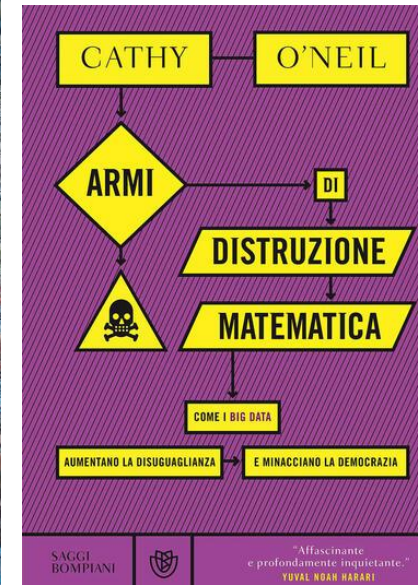 CATHY O'NEIL
ARMI DI
DISTRUZIONE
MATEMATICA
COME I BIG DATA
AUMENTANO LA DISUGUAGLIANZA E MINACCIANO LA DEMOCRAZIA
SAGGI
BOMPIANI
"Affascinante
e profondamente inquietante."
YUVAL NOAH HARARI